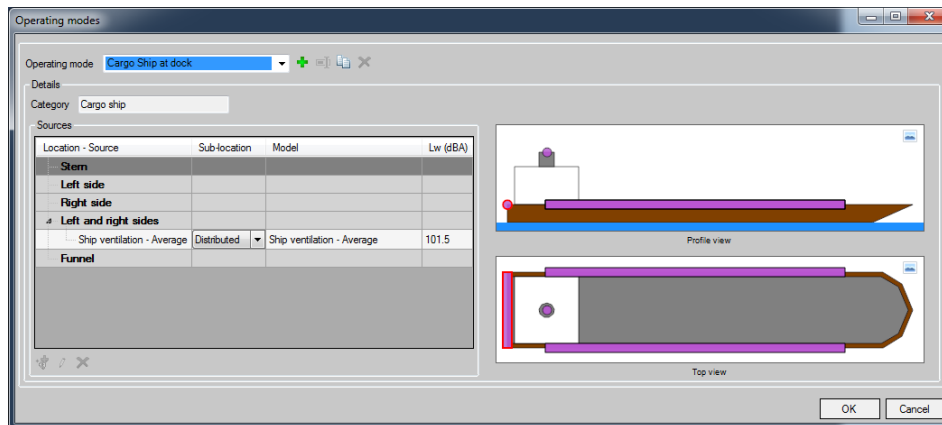 Operating modes
Operating mode Cargo Ship at dock
Details
Category Cargo ship
Sources
Location - Source Sub-location Model Lw (dBA)
Stern
Left side
Right side
Left and right sides
Ship ventilation - Average Distributed Ship ventilation - Average 101.5
Funnel
Profile view
Top view
OK Cancel